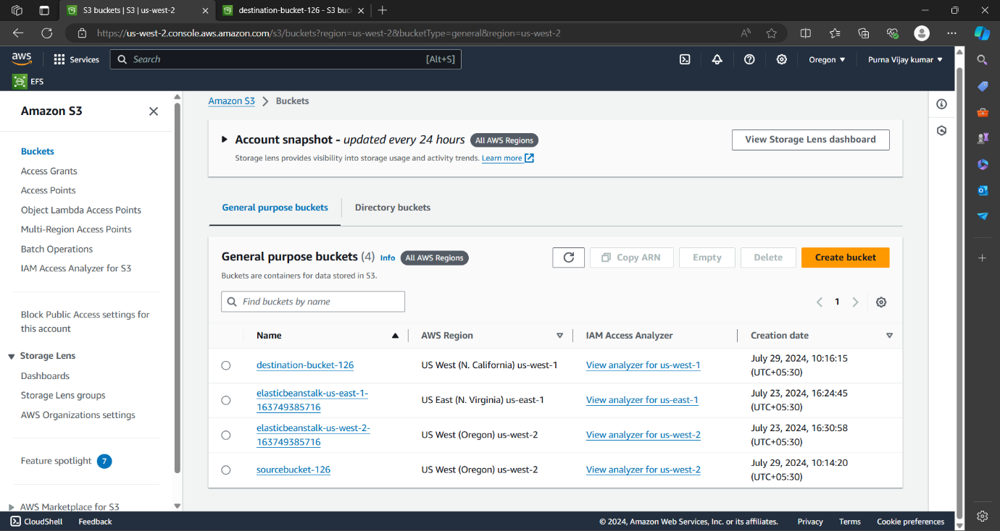 S3 buckets | S3 | us-west-2
destination-bucket-126 - S3 buc
https://us-west-2.console.aws.amazon.com/s3/buckets?region=us-west-2&bucketType=general&region=us-west-2
aws
Services
Search
[Alt+S]
Oregon
Purna Vijay kumar
EFS
Amazon S3
Buckets
Access Grants
Access Points
Object Lambda Access Points
Multi-Region Access Points
Batch Operations
IAM Access Analyzer for S3
Block Public Access settings for
this account
Storage Lens
Dashboards
Storage Lens groups
AWS Organizations settings
Feature spotlight 7
AWS Marketplace for S3
Amazon S3 > Buckets
Account snapshot - updated every 24 hours All AWS Regions
Storage lens provides visibility into storage usage and activity trends. Learn more
View Storage Lens dashboard
General purpose buckets
Directory buckets
General purpose buckets (4) Info All AWS Regions
Buckets are containers for data stored in S3.
Copy ARN
Empty
Delete
Create bucket
Find buckets by name
1
Name
AWS Region
IAM Access Analyzer
Creation date
destination-bucket-126
US West (N. California) us-west-1
View analyzer for us-west-1
July 29, 2024, 10:16:15
(UTC+05:30)
elasticbeanstalk-us-east-1-
163749385716
US East (N. Virginia) us-east-1
View analyzer for us-east-1
July 23, 2024, 16:24:45
(UTC+05:30)
elasticbeanstalk-us-west-2-
163749385716
US West (Oregon) us-west-2
View analyzer for us-west-2
July 23, 2024, 16:30:58
(UTC+05:30)
sourcebucket-126
US West (Oregon) us-west-2
View analyzer for us-west-2
July 29, 2024, 10:14:20
(UTC+05:30)
CloudShell
Feedback
© 2024, Amazon Web Services, Inc. or its affiliates.
Privacy
Terms
Cookie preferences